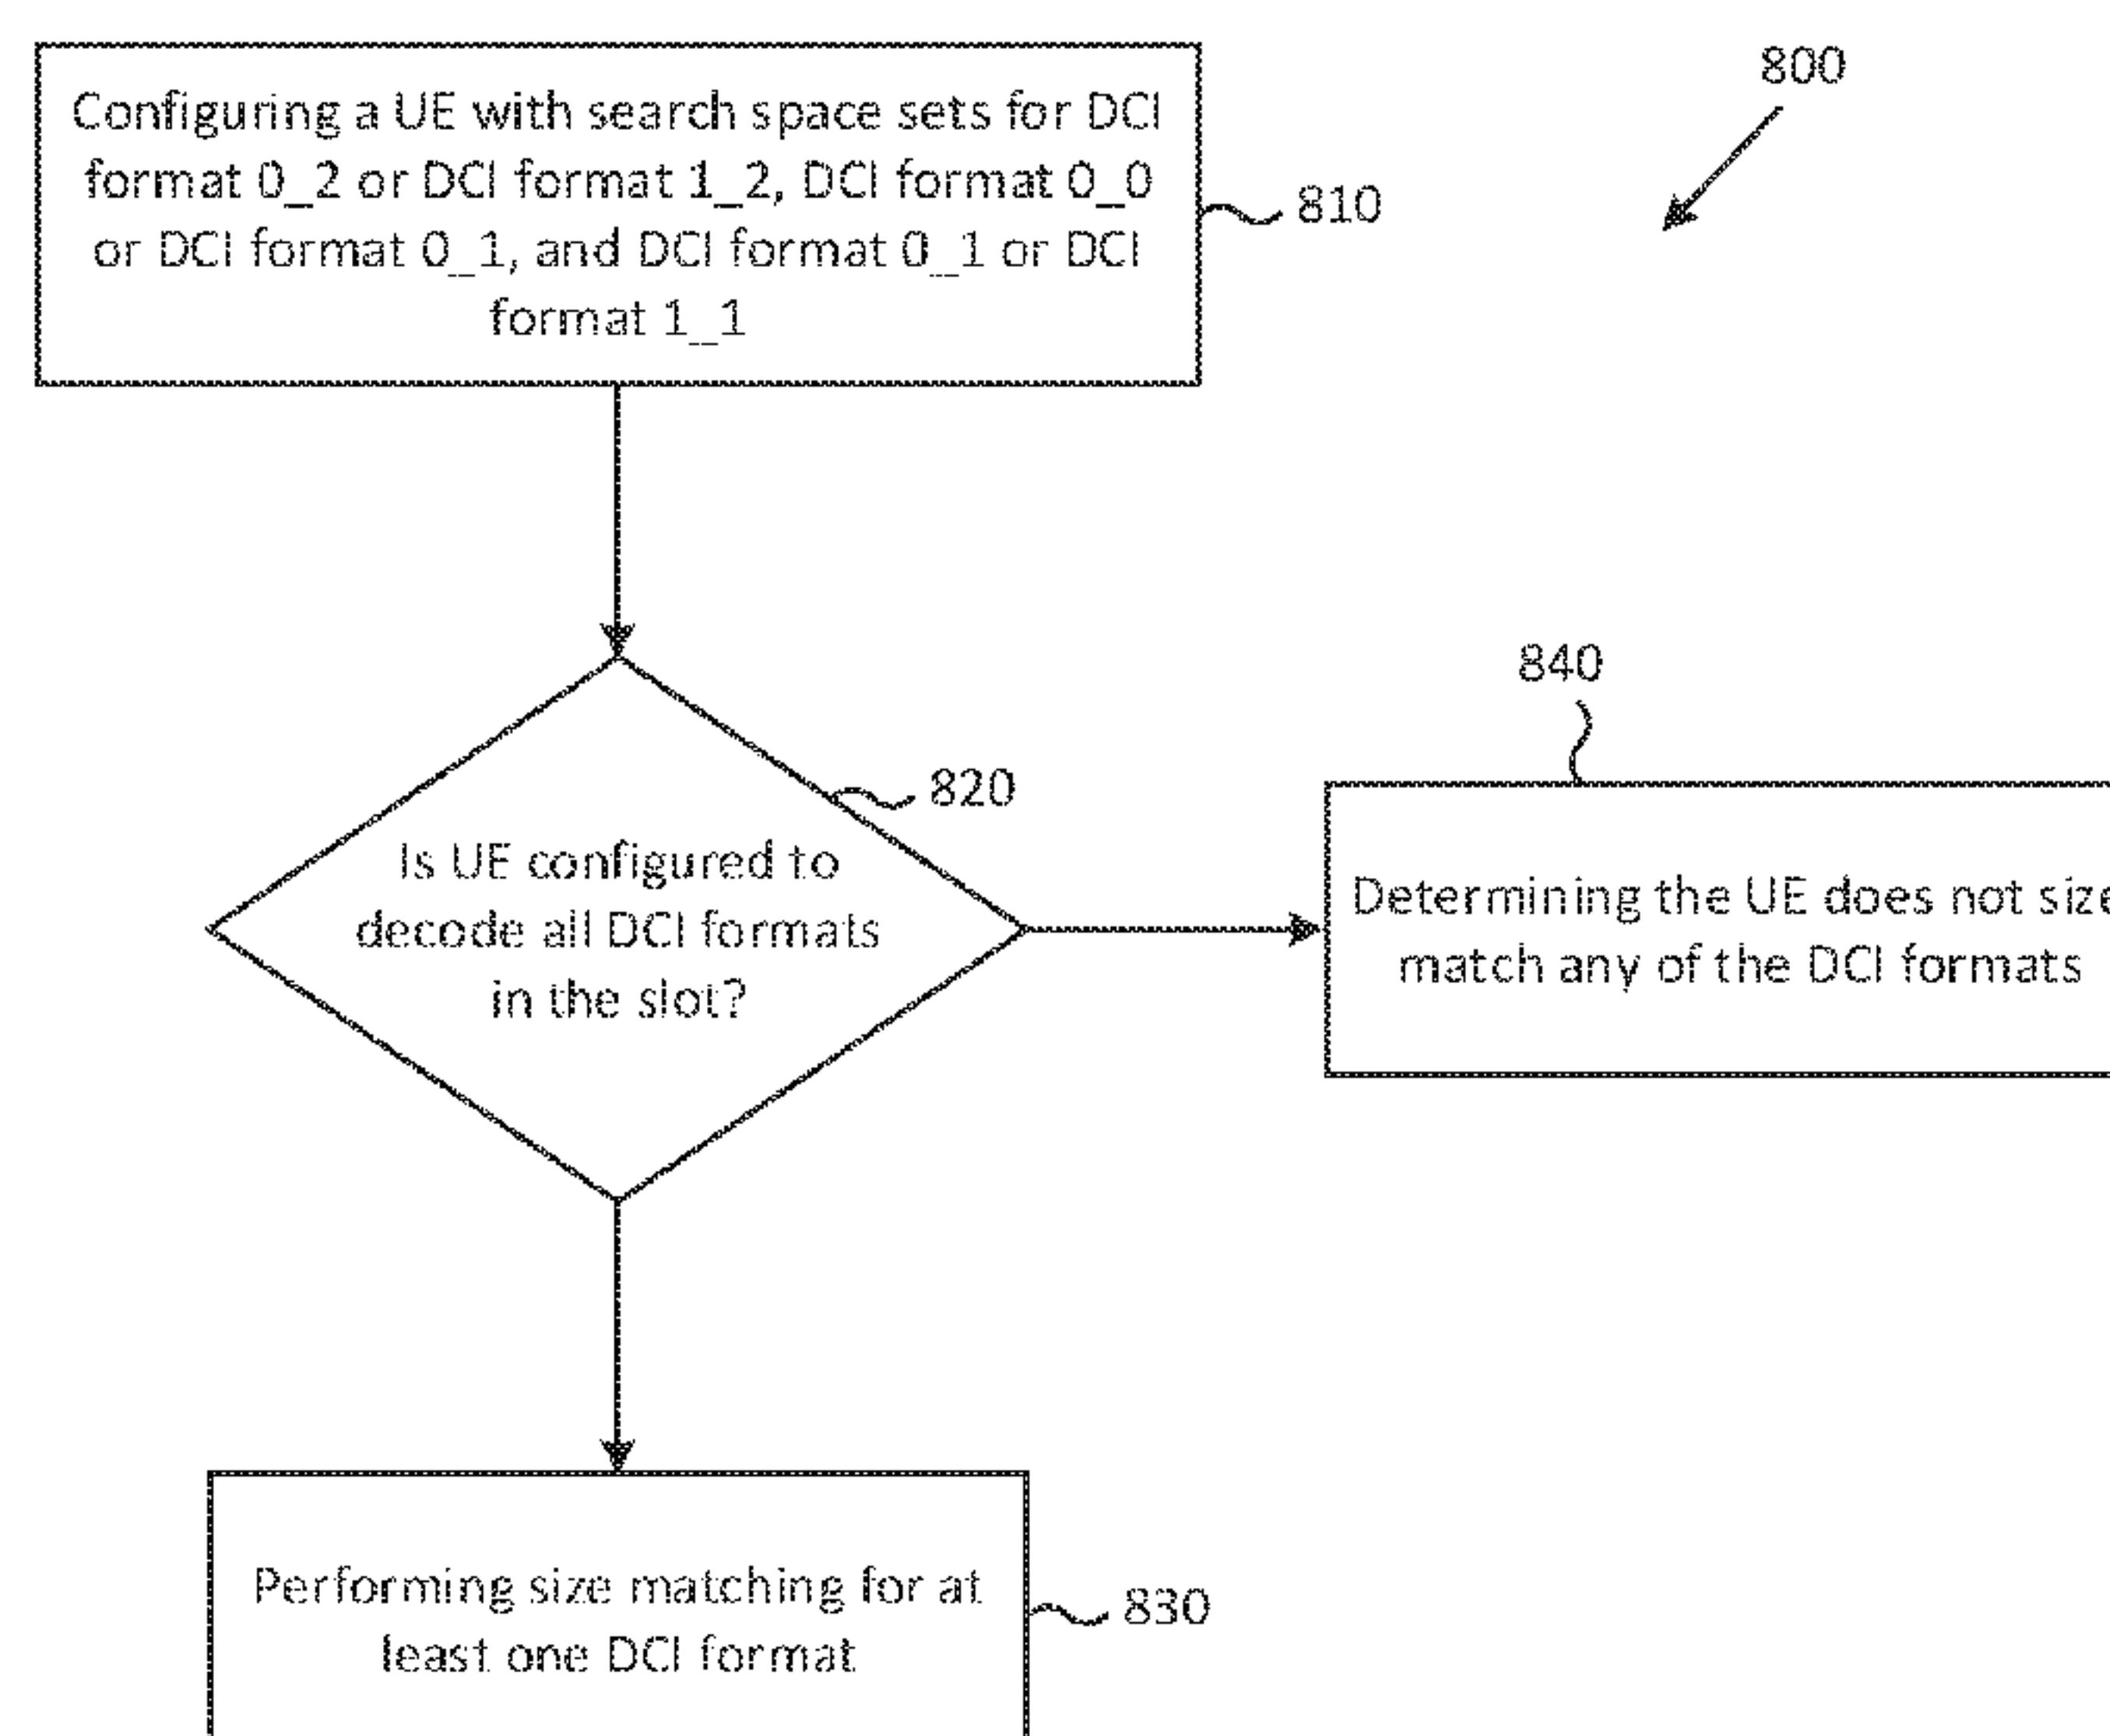 800
Configuring a UE with search space sets for DCI
format 0_2 or DCI format 1_2, DCI format 0_0
or DCI format 0_1, and DCI format 0_1 or DCI
format 1_1
810
840
820
Is UE configured to
decode all DCI formats
in the slot?
Determining the UE does not size
match any of the DCI formats
Performing size matching for at
least one DCI format
830